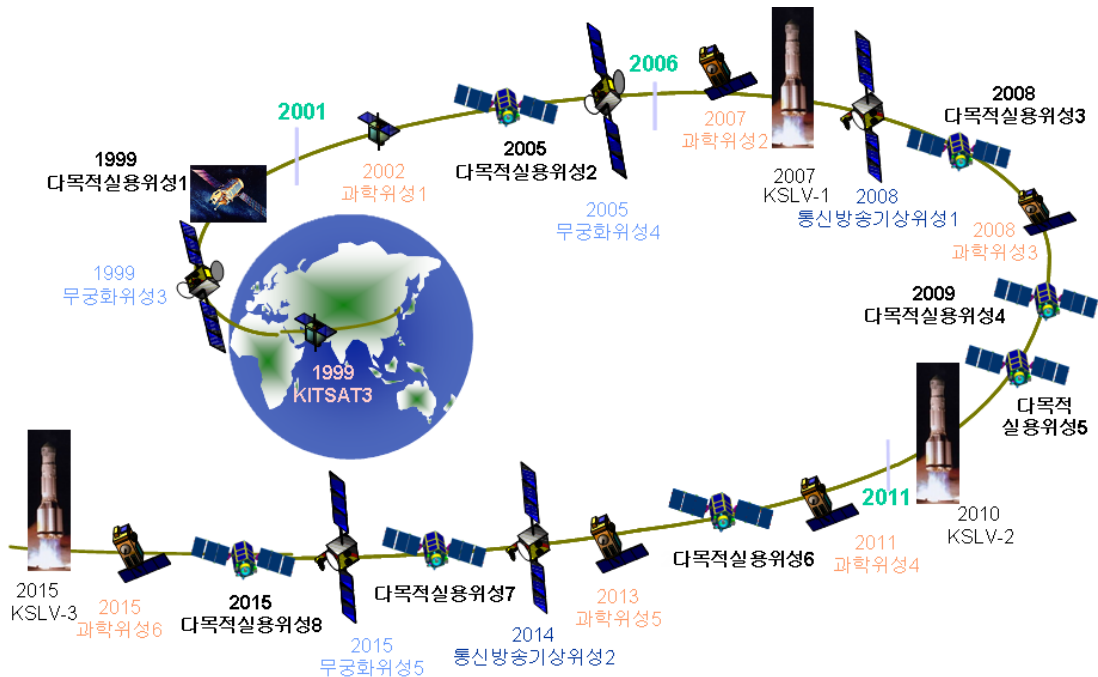 1999
KITSAT3
1999
무궁화위성3
1999
다목적실용위성1
2001
2002
과학위성1
2005
다목적실용위성2
2005
무궁화위성4
2006
2007
과학위성2
2007
KSLV-1
2008
통신방송기상위성1
2008
다목적실용위성3
2008
과학위성3
2009
다목적실용위성4
다목적
실용위성5
2010
KSLV-2
2011
2011
과학위성4
다목적실용위성6
2013
과학위성5
2014
통신방송기상위성2
다목적실용위성7
2015
무궁화위성5
2015
다목적실용위성8
2015
과학위성6
2015
KSLV-3